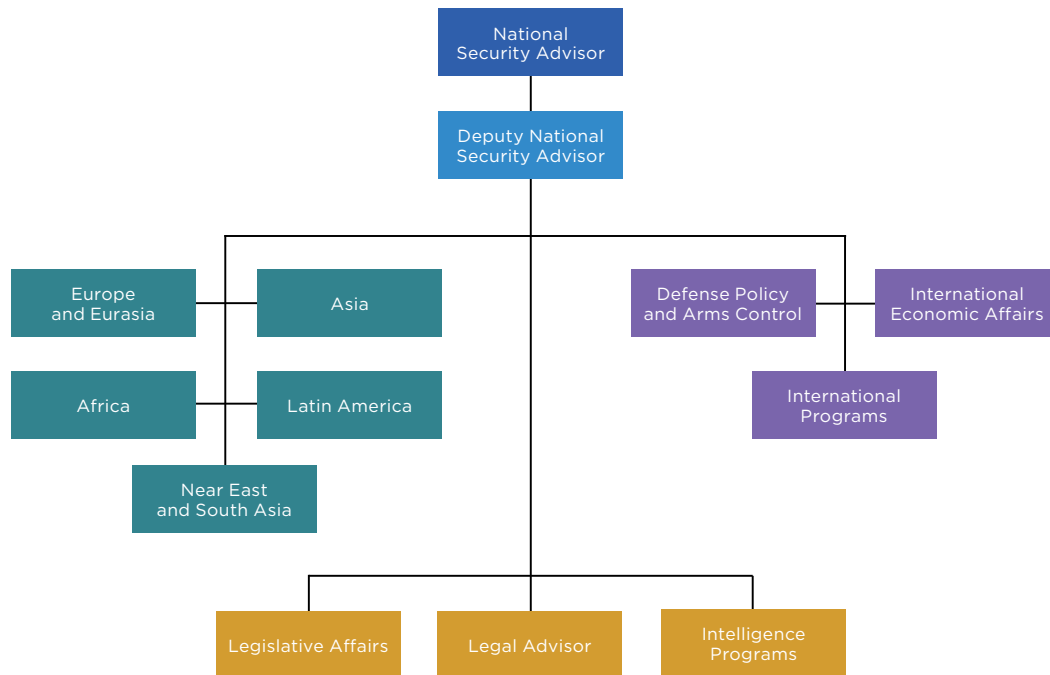 National
Security Advisor
Deputy National
Security Advisor
Europe
and Eurasia
Asia
Defense Policy
and Arms Control
International
Economic Affairs
Africa
Latin America
International
Programs
Near East
and South Asia
Legislative Affairs
Legal Advisor
Intelligence
Programs